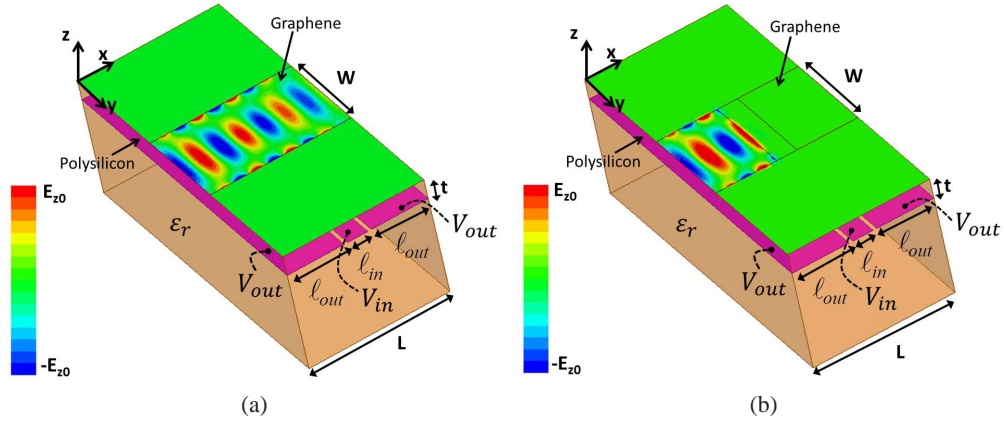 Graphene
z
x
y
W
Polysilicon
E_z0
-E_z0
ε_r
t
V_out
ℓ_out
ℓ_in
V_out
ℓ_out
V_in
L
(a)
Graphene
z
x
y
W
Polysilicon
E_z0
-E_z0
ε_r
t
V_out
ℓ_out
ℓ_in
V_out
ℓ_out
V_in
L
(b)